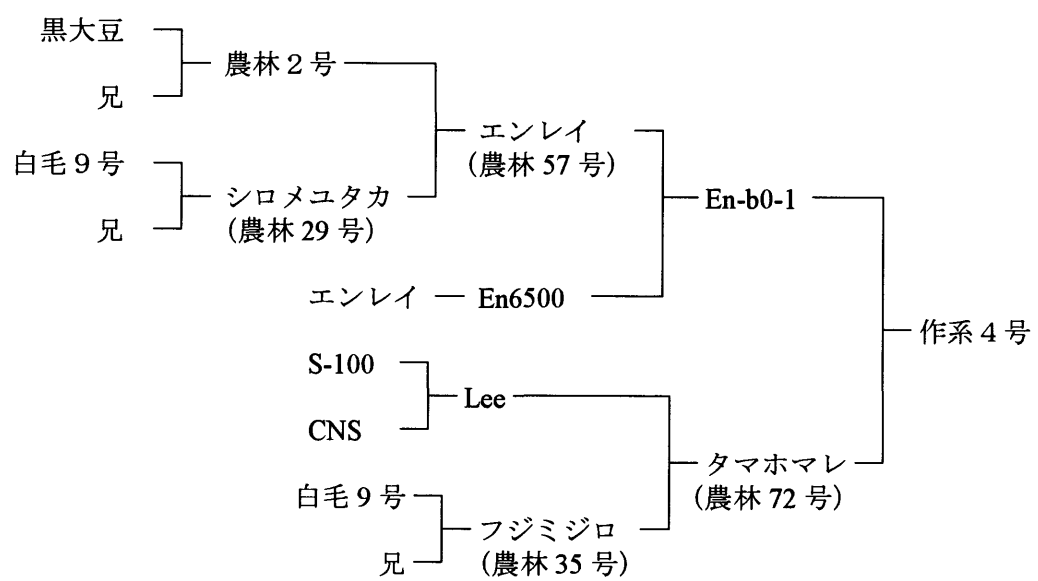 黒大豆
農林２号
兄
エンレイ
(農林 57 号)
白毛９号
シロメユタカ
(農林 29 号)
兄
En-b0-1
エンレイ
En6500
作系４号
S-100
Lee
CNS
タマホマレ
(農林 72 号)
白毛９号
フジミジロ
(農林 35 号)
兄